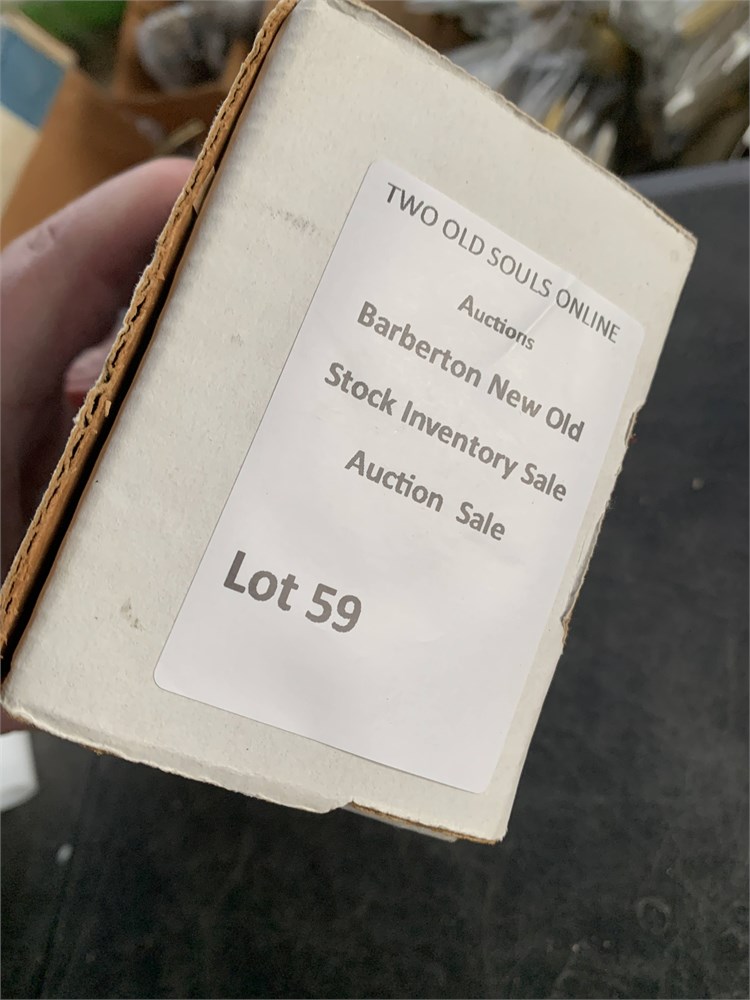 TWO OLD SOULS ONLINE
Auctions
Barberton New Old
Stock Inventory Sale
Auction Sale
Lot 59